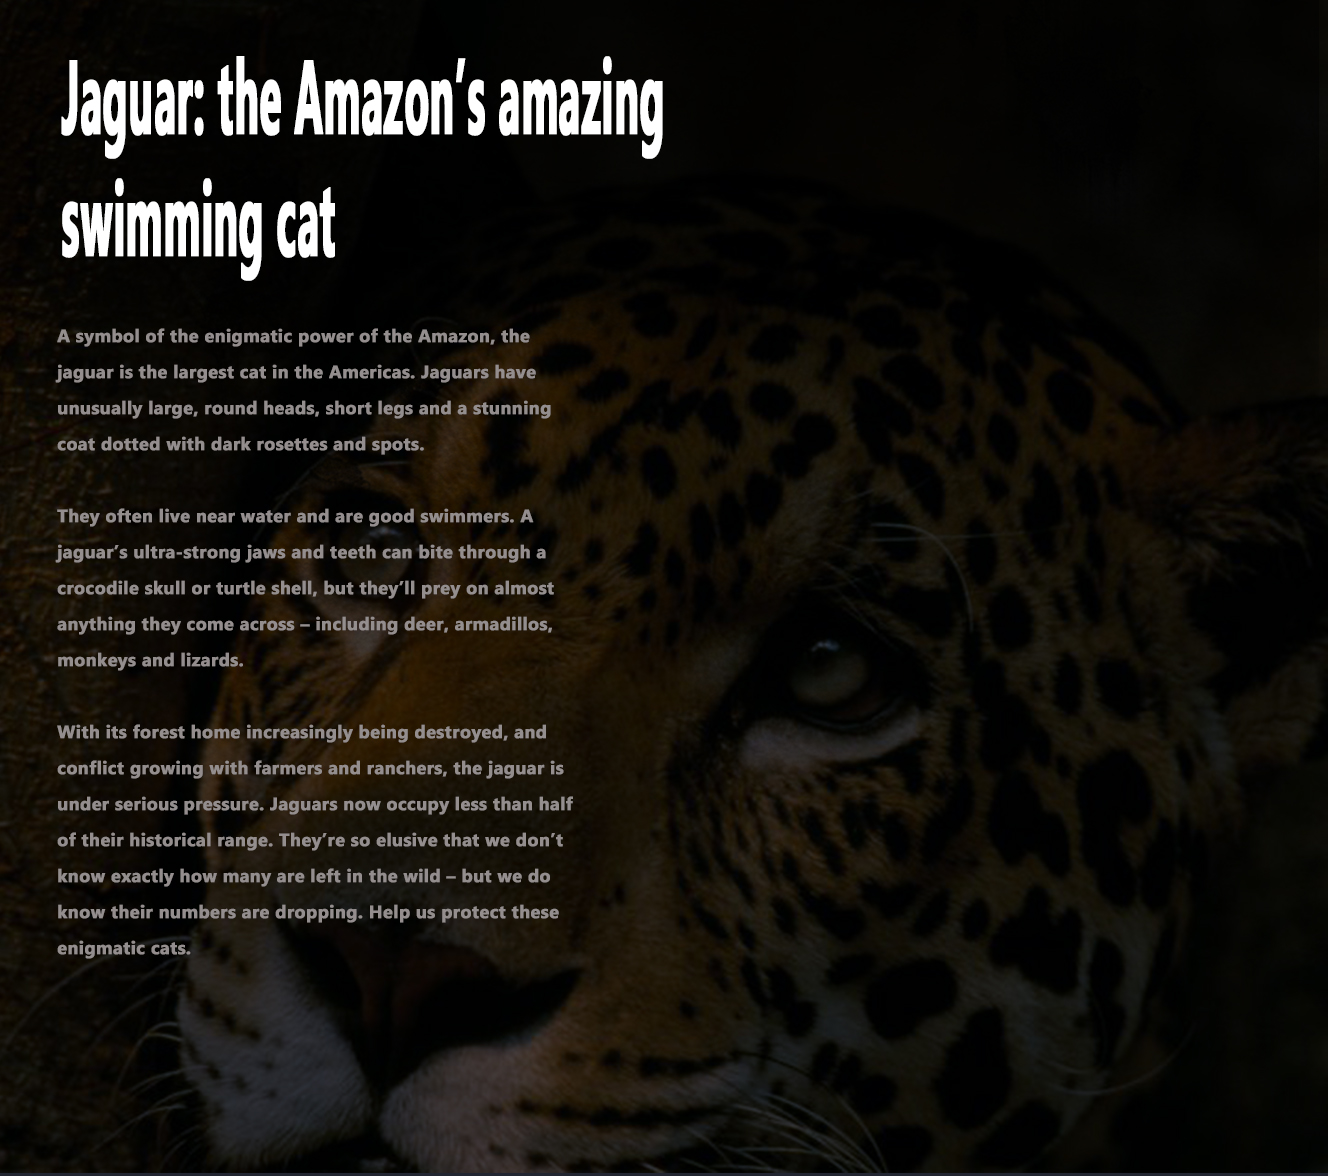 Jaguar: the Amazon’s amazing
swimming cat
A symbol of the enigmatic power of the Amazon, the
jaguar is the largest cat in the Americas. Jaguars have
unusually large, round heads, short legs and a stunning
coat dotted with dark rosettes and spots.
They often live near water and are good swimmers. A
jaguar’s ultra-strong jaws and teeth can bite through a
crocodile skull or turtle shell, but they’ll prey on almost
anything they come across – including deer, armadillos,
monkeys and lizards.
With its forest home increasingly being destroyed, and
conflict growing with farmers and ranchers, the jaguar is
under serious pressure. Jaguars now occupy less than half
of their historical range. They’re so elusive that we don’t
know exactly how many are left in the wild – but we do
know their numbers are dropping. Help us protect these
enigmatic cats.